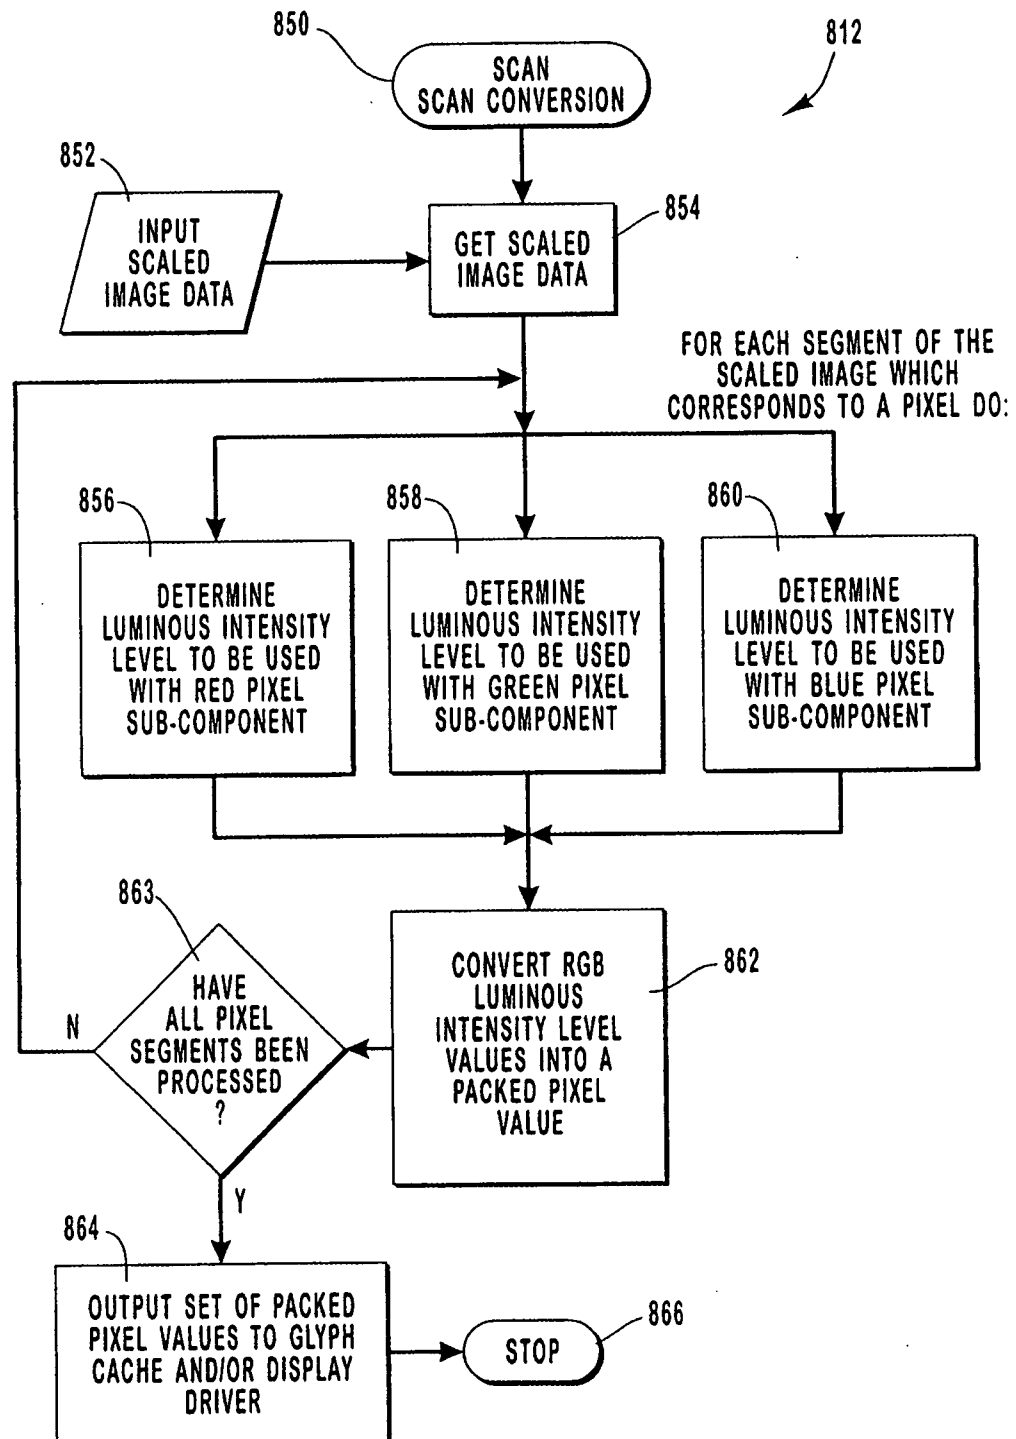 850
812
SCAN
SCAN CONVERSION
852
INPUT
SCALED
IMAGE DATA
854
GET SCALED
IMAGE DATA
FOR EACH SEGMENT OF THE
SCALED IMAGE WHICH
CORRESPONDS TO A PIXEL DO:
856
DETERMINE
LUMINOUS INTENSITY
LEVEL TO BE USED
WITH RED PIXEL
SUB-COMPONENT
858
DETERMINE
LUMINOUS INTENSITY
LEVEL TO BE USED
WITH GREEN PIXEL
SUB-COMPONENT
860
DETERMINE
LUMINOUS INTENSITY
LEVEL TO BE USED
WITH BLUE PIXEL
SUB-COMPONENT
862
CONVERT RGB
LUMINOUS
INTENSITY LEVEL
VALUES INTO A
PACKED PIXEL
VALUE
863
HAVE
ALL PIXEL
SEGMENTS BEEN
PROCESSED
?
N
Y
864
OUTPUT SET OF PACKED
PIXEL VALUES TO GLYPH
CACHE AND/OR DISPLAY
DRIVER
866
STOP